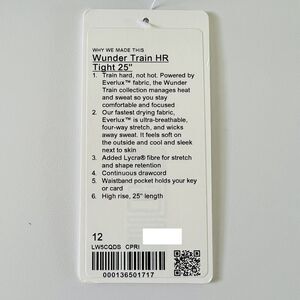 WHY WE MADE THIS
Wunder Train HR
Tight 25"
1. Train hard, not hot. Powered by
Everlux™ fabric, the Wunder
Train collection manages heat
and sweat so you stay
comfortable and focused
2. Our fastest drying fabric,
Everlux™ is ultra-breathable,
four-way stretch, and wicks
away sweat. It feels soft on
the outside and cool and sleek
next to skin
3. Added Lycra® fibre for stretch
and shape retention
4. Continuous drawcord
5. Waistband pocket holds your key
or card
6. High rise, 25" length
12
LW5CQDS CPRI
000136501717